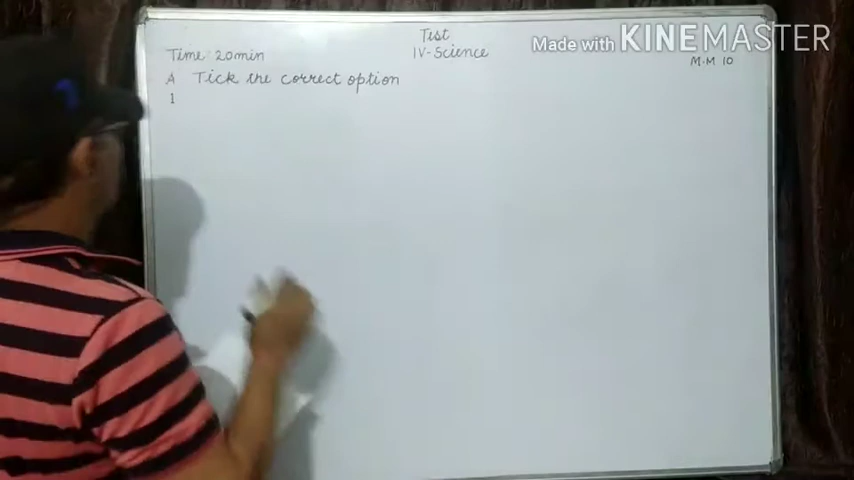 Test
Time 20min
IV-Science
Made with KINEMASTER
M.M 10
A Tick the correct option
1